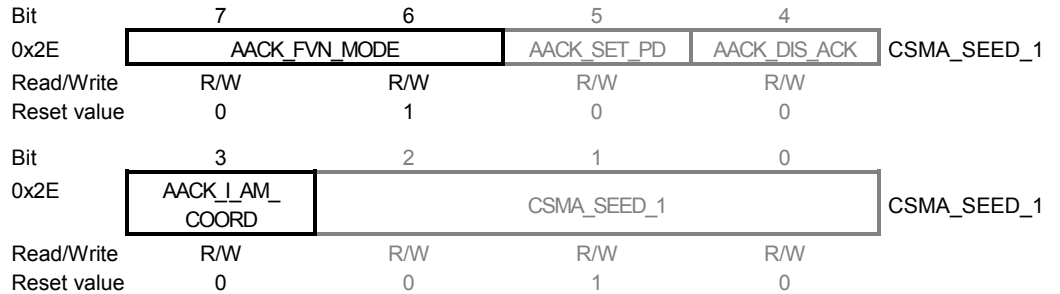 Bit 7 6 5 4
0x2E AACK_FVN_MODE AACK_SET_PD AACK_DIS_ACK CSMA_SEED_1
Read/Write R/W R/W R/W R/W
Reset value 0 1 0 0
Bit 3 2 1 0
0x2E AACK_I_AM_
COORD CSMA_SEED_1 CSMA_SEED_1
Read/Write R/W R/W R/W R/W
Reset value 0 0 1 0